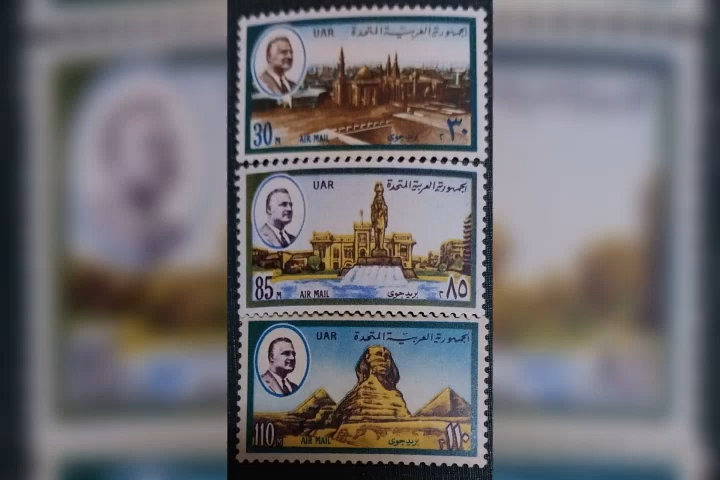 UAR الجمهورية العربية المتحدة
30 M AIR MAIL بريد جوى م ٣٠
UAR الجمهورية العربية المتحدة
85 M AIR MAIL بريد جوى م ٨٥
UAR الجمهورية العربية المتحدة
110 M AIR MAIL بريد جوى م ١١٠